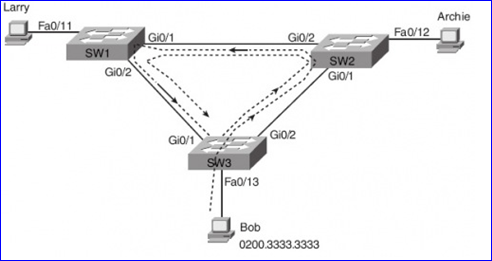 Larry
Fa0/11
SW1
Gi0/1
Gi0/2
Gi0/2
SW2
Gi0/1
Fa0/12
Archie
Gi0/1
SW3
Gi0/2
Fa0/13
Bob
0200.3333.3333